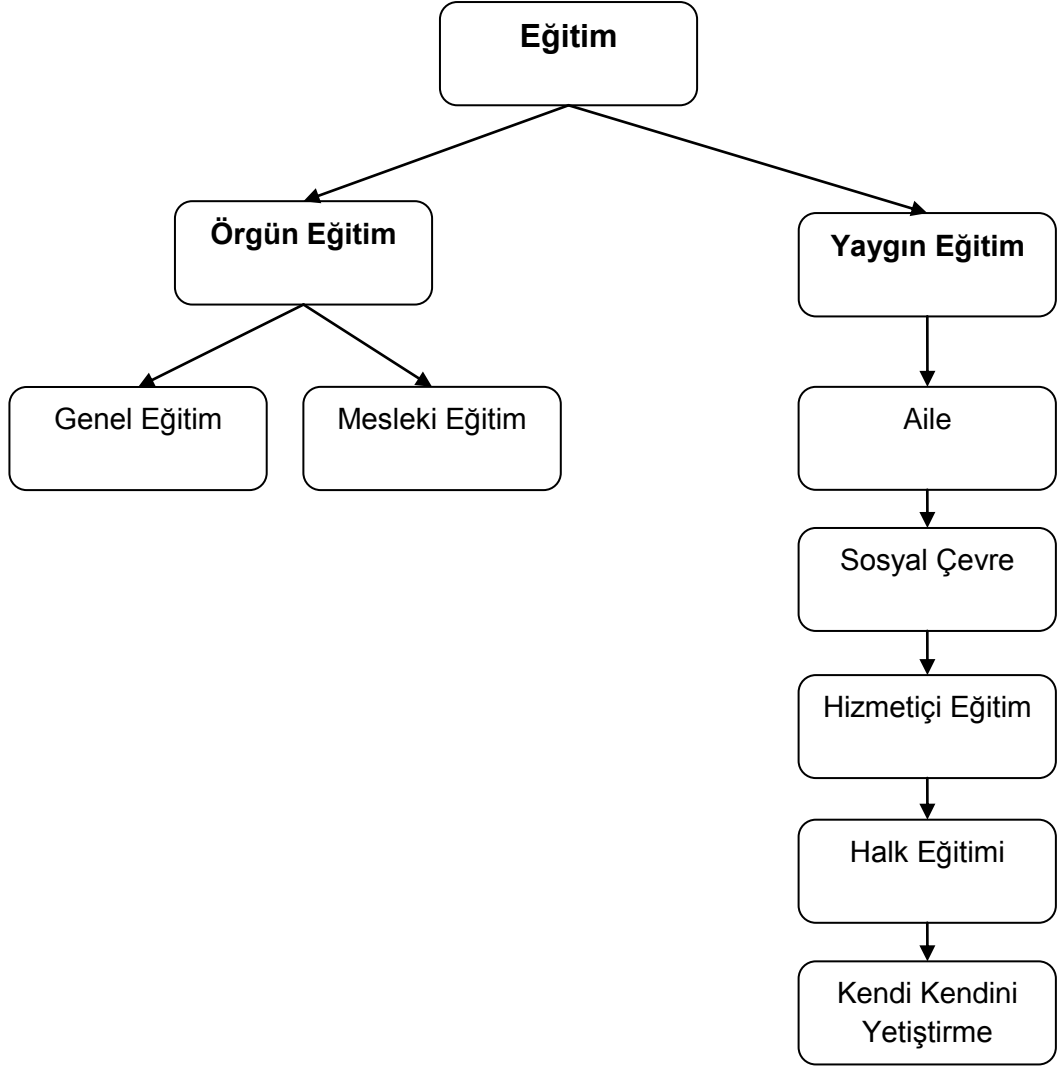 Eğitim
Örgün Eğitim
Yaygın Eğitim
Genel Eğitim
Mesleki Eğitim
Aile
Sosyal Çevre
Hizmetiçi Eğitim
Halk Eğitimi
Kendi Kendini
Yetiştirme